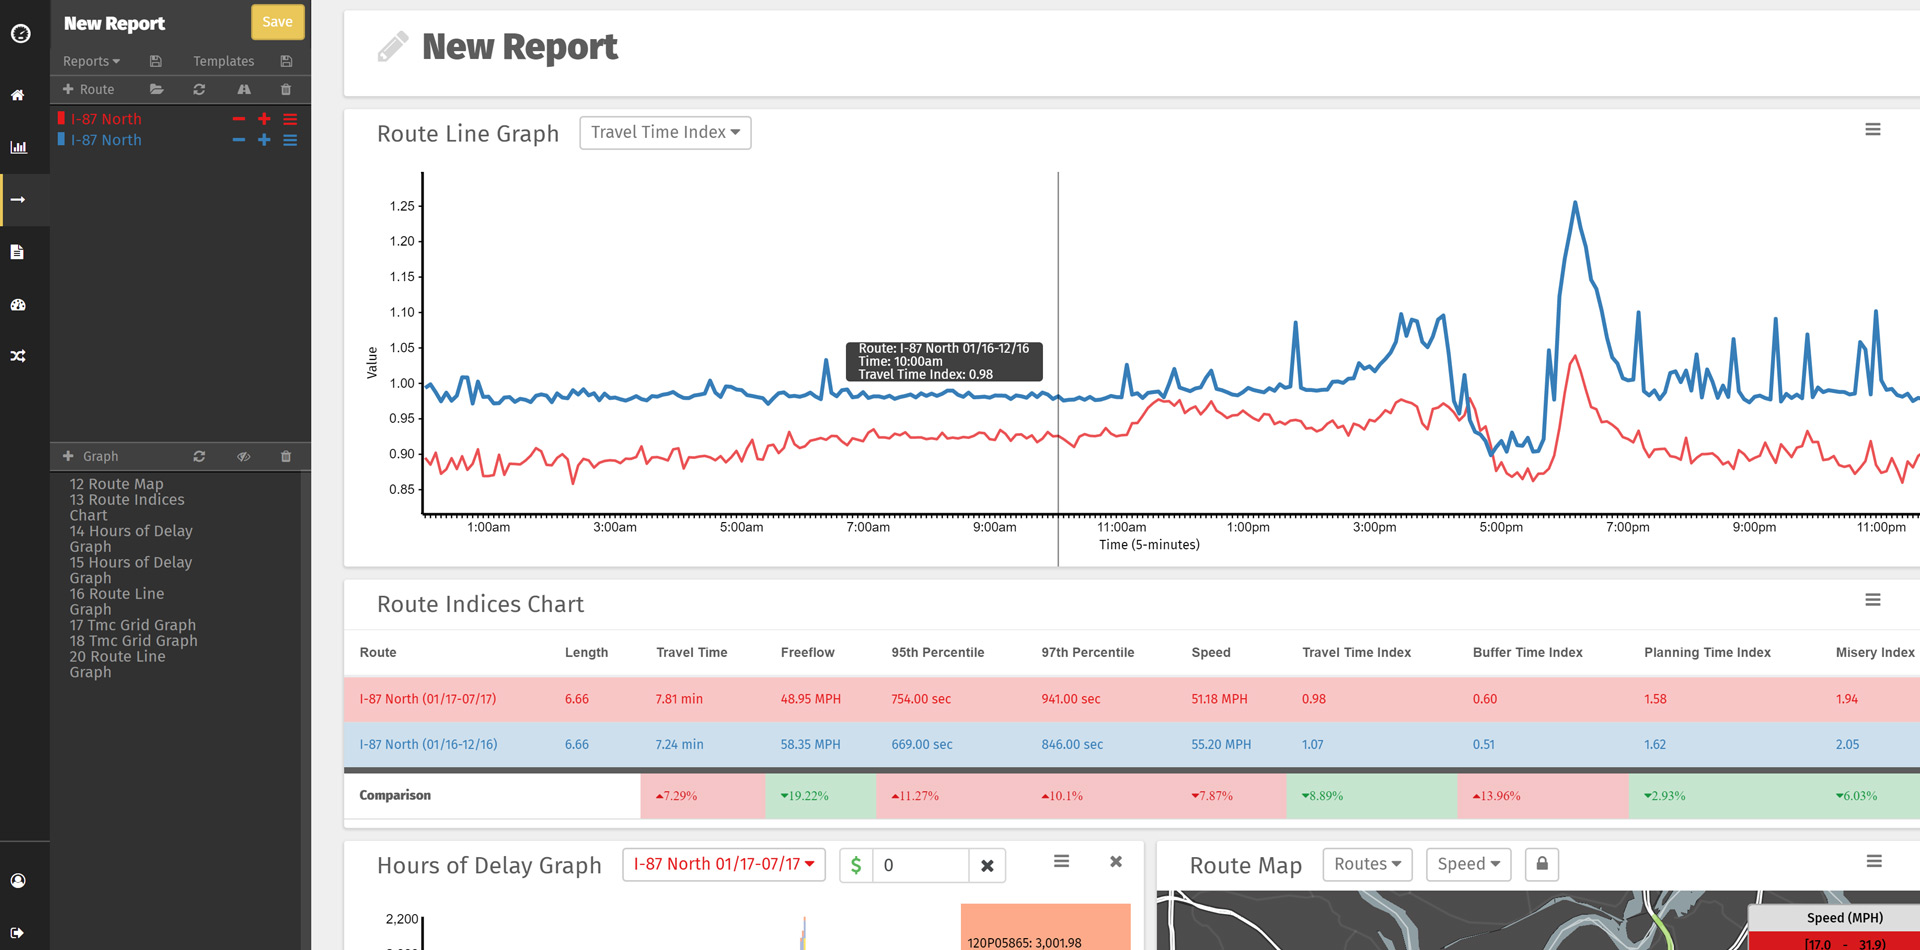 New Report
Save
Reports
Templates
Route
I-87 North
I-87 North
Graph
12 Route Map
13 Route Indices
Chart
14 Hours of Delay
Graph
15 Hours of Delay
Graph
16 Route Line
Graph
17 Tmc Grid Graph
18 Tmc Grid Graph
20 Route Line
Graph
New Report
Route Line Graph
Travel Time Index
1.25
1.20
1.15
1.10
1.05
1.00
0.95
0.90
0.85
Value
Route: I-87 North 01/16-12/16
Time: 10:00am
Travel Time Index: 0.98
1:00am 3:00am 5:00am 7:00am 9:00am 11:00am 1:00pm 3:00pm 5:00pm 7:00pm 9:00pm 11:00pm
Time (5-minutes)
Route Indices Chart
Route Length Travel Time Freeflow 95th Percentile 97th Percentile Speed Travel Time Index Buffer Time Index Planning Time Index Misery Index
I-87 North (01/17-07/17) 6.66 7.81 min 48.95 MPH 754.00 sec 941.00 sec 51.18 MPH 0.98 0.60 1.58 1.94
I-87 North (01/16-12/16) 6.66 7.24 min 58.35 MPH 669.00 sec 846.00 sec 55.20 MPH 1.07 0.51 1.62 2.05
Comparison ▲7.29% ▼19.22% ▲11.27% ▲10.1% ▼7.87% ▼8.89% ▲13.96% ▼2.93% ▼6.03%
Hours of Delay Graph
I-87 North 01/17-07/17
$ 0
2,200
120P05865: 3,001.98
Route Map
Routes
Speed
Speed (MPH)
[17.0 - 31.9)